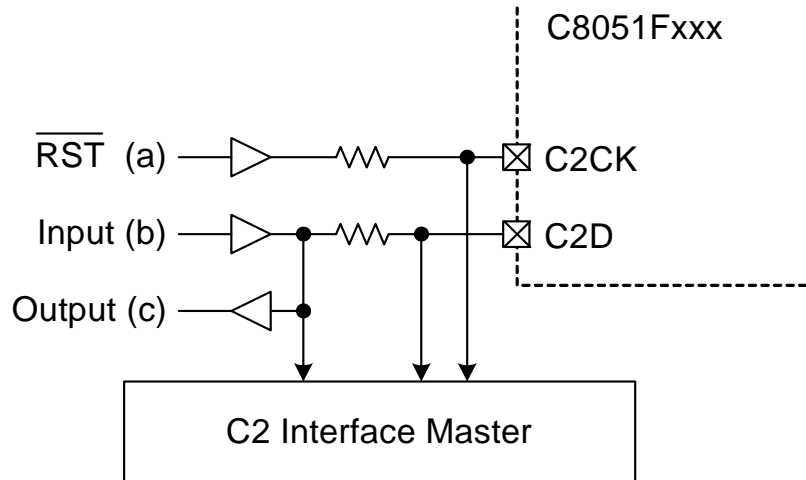 C8051Fxxx
RST (a)
C2CK
Input (b)
C2D
Output (c)
C2 Interface Master